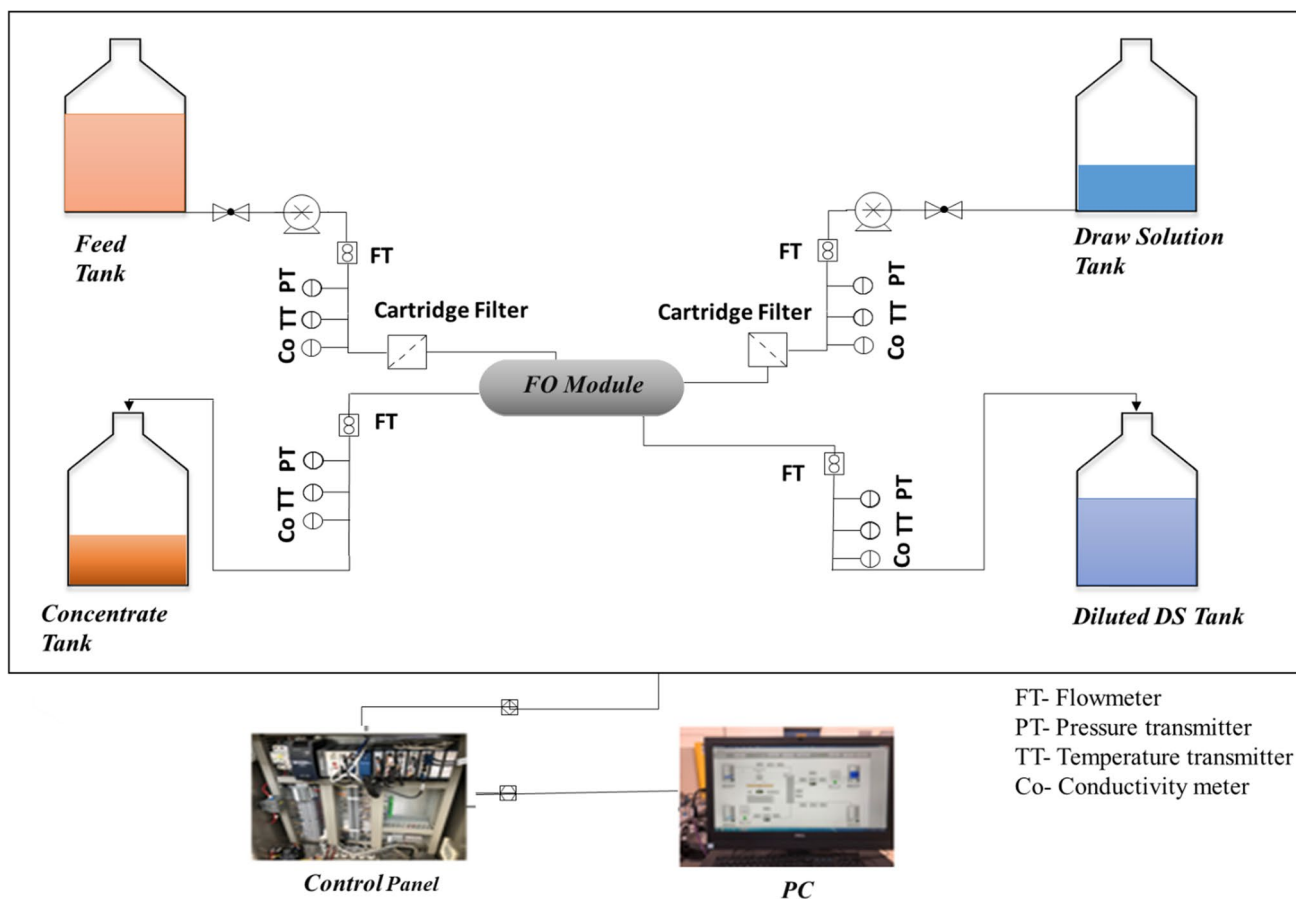 Feed
Tank
FT
PT
TT
Co
Cartridge Filter
Draw Solution
Tank
FT
PT
TT
Co
Cartridge Filter
FO Module
Concentrate
Tank
FT
PT
TT
Co
FT
PT
TT
Co
Diluted DS Tank
FT- Flowmeter
PT- Pressure transmitter
TT- Temperature transmitter
Co- Conductivity meter
Control Panel
PC